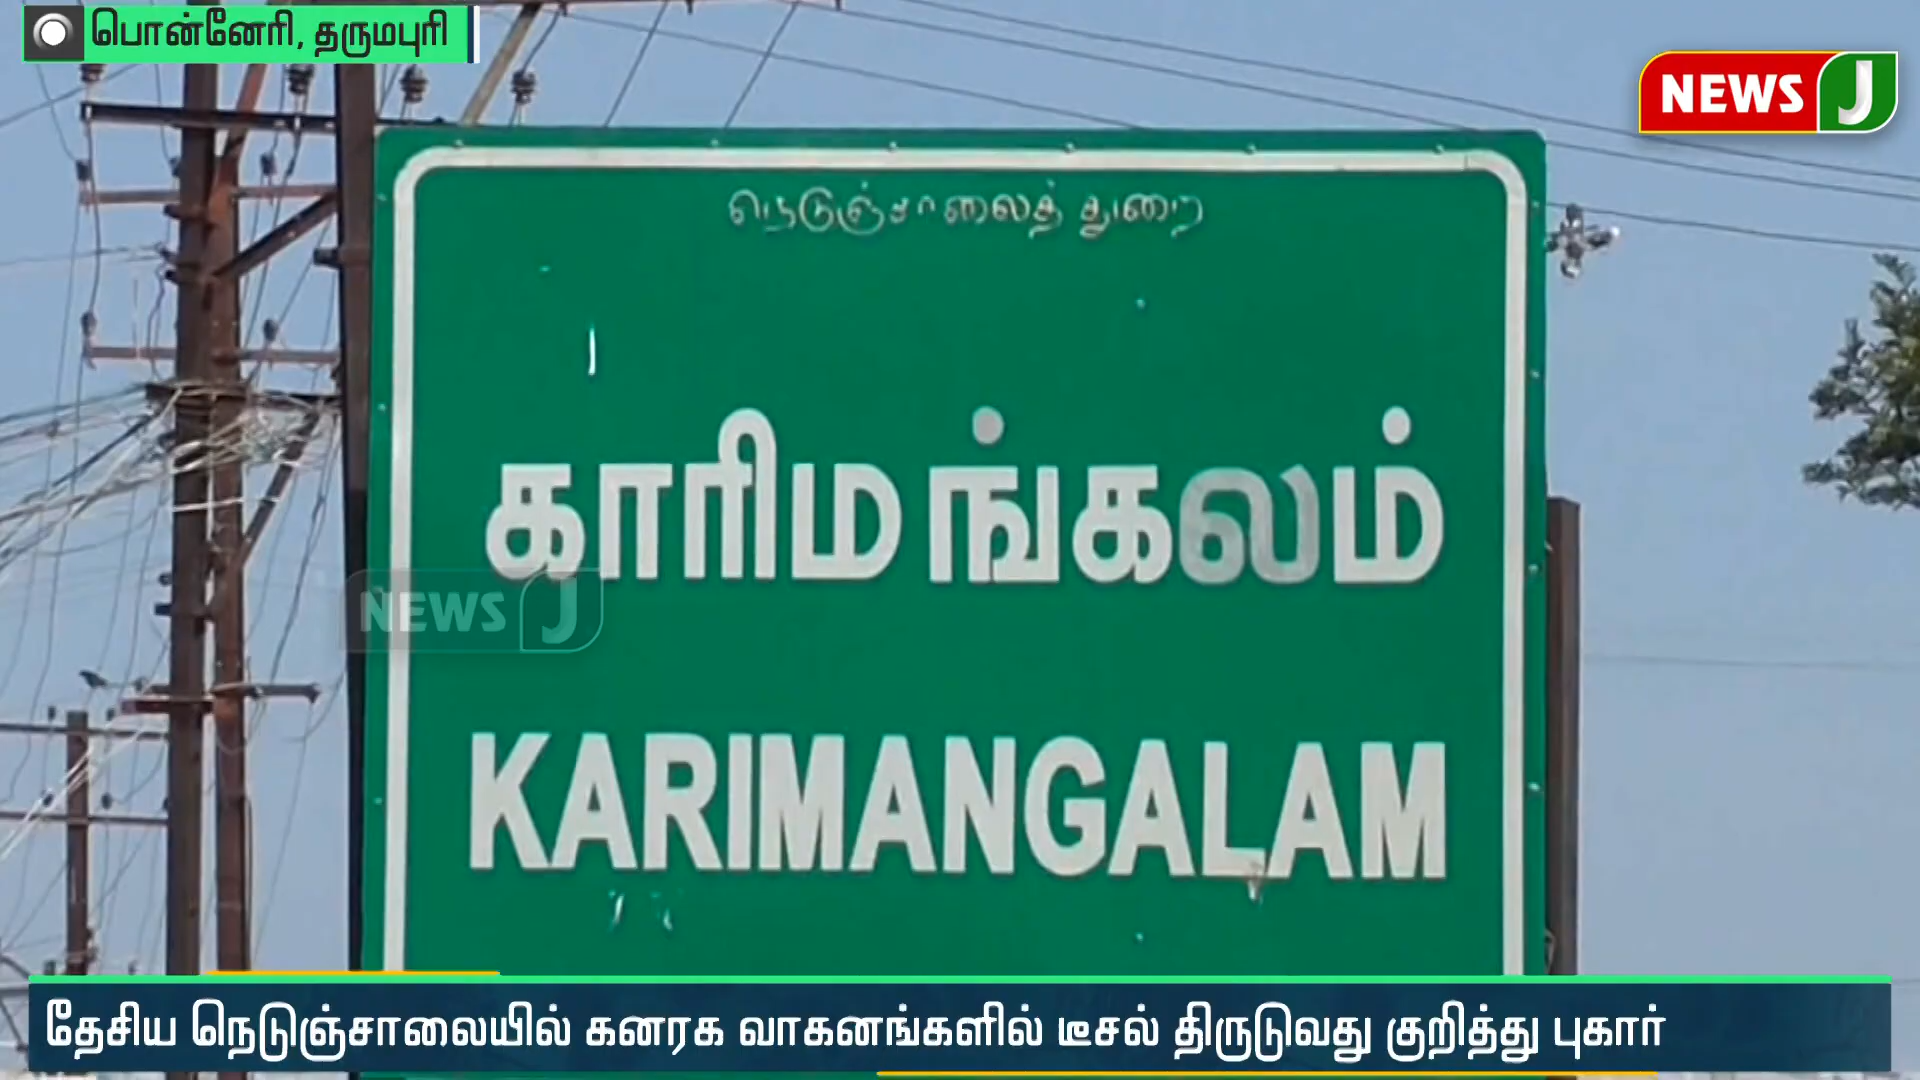 பொன்னேரி, தருமபுரி
NEWS J
நெடுஞ்சாலைத் துறை
காரிமங்கலம்
NEWS J
KARIMANGALAM
தேசிய நெடுஞ்சாலையில் கனரக வாகனங்களில் டீசல் திருடுவது குறித்து புகார்